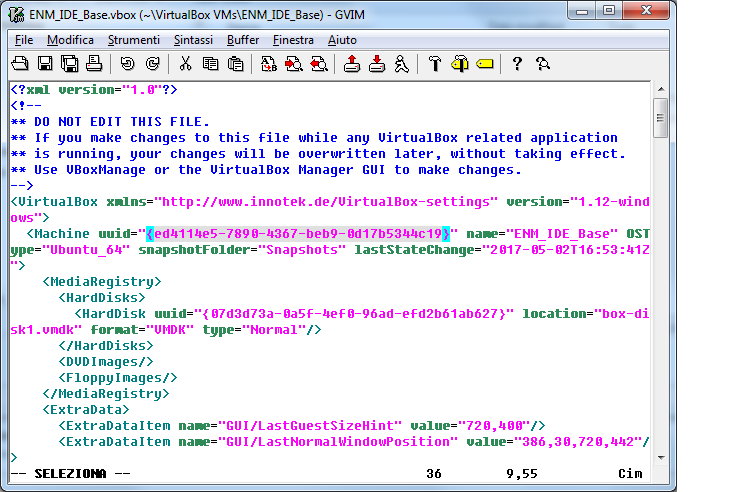 ENM_IDE_Base.vbox (~\VirtualBox VMs\ENM_IDE_Base) - GVIM
File Modifica Strumenti Sintassi Buffer Finestra Aiuto
<?xml version="1.0"?>
<!--
** DO NOT EDIT THIS FILE.
** If you make changes to this file while any VirtualBox related application
** is running, your changes will be overwritten later, without taking effect.
** Use VBoxManage or the VirtualBox Manager GUI to make changes.
-->
<VirtualBox xmlns="http://www.innotek.de/VirtualBox-settings" version="1.12-wind
ows">
<Machine uuid="{ed4114e5-7890-4367-beb9-0d17b5344c19}" name="ENM_IDE_Base" OST
ype="Ubuntu_64" snapshotFolder="Snapshots" lastStateChange="2017-05-02T16:53:41Z
">
<MediaRegistry>
<HardDisks>
<HardDisk uuid="{07d3d73a-0a5f-4ef0-96ad-efd2b61ab627}" location="box-di
sk1.vmdk" format="VMDK" type="Normal"/>
</HardDisks>
<DVDImages/>
<FloppyImages/>
</MediaRegistry>
<ExtraData>
<ExtraDataItem name="GUI/LastGuestSizeHint" value="720,400"/>
<ExtraDataItem name="GUI/LastNormalWindowPosition" value="386,30,720,442"/
>
-- SELEZIONA -- 36 9,55 Cim